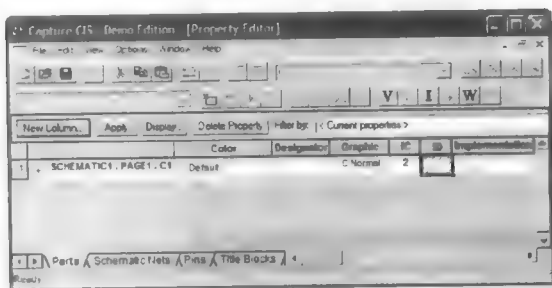 Capture CIS - Demo Edition - [Property Editor]
File Edit View Options Window Help
V I W
New Column... Apply Display... Delete Property Filter by: < Current properties >
Color Designator Graphic IC ID Implementation
1 SCHEMATIC1 : PAGE1 : C1 Default C Normal 2
Parts Schematic Nets Pins Title Blocks
Ready